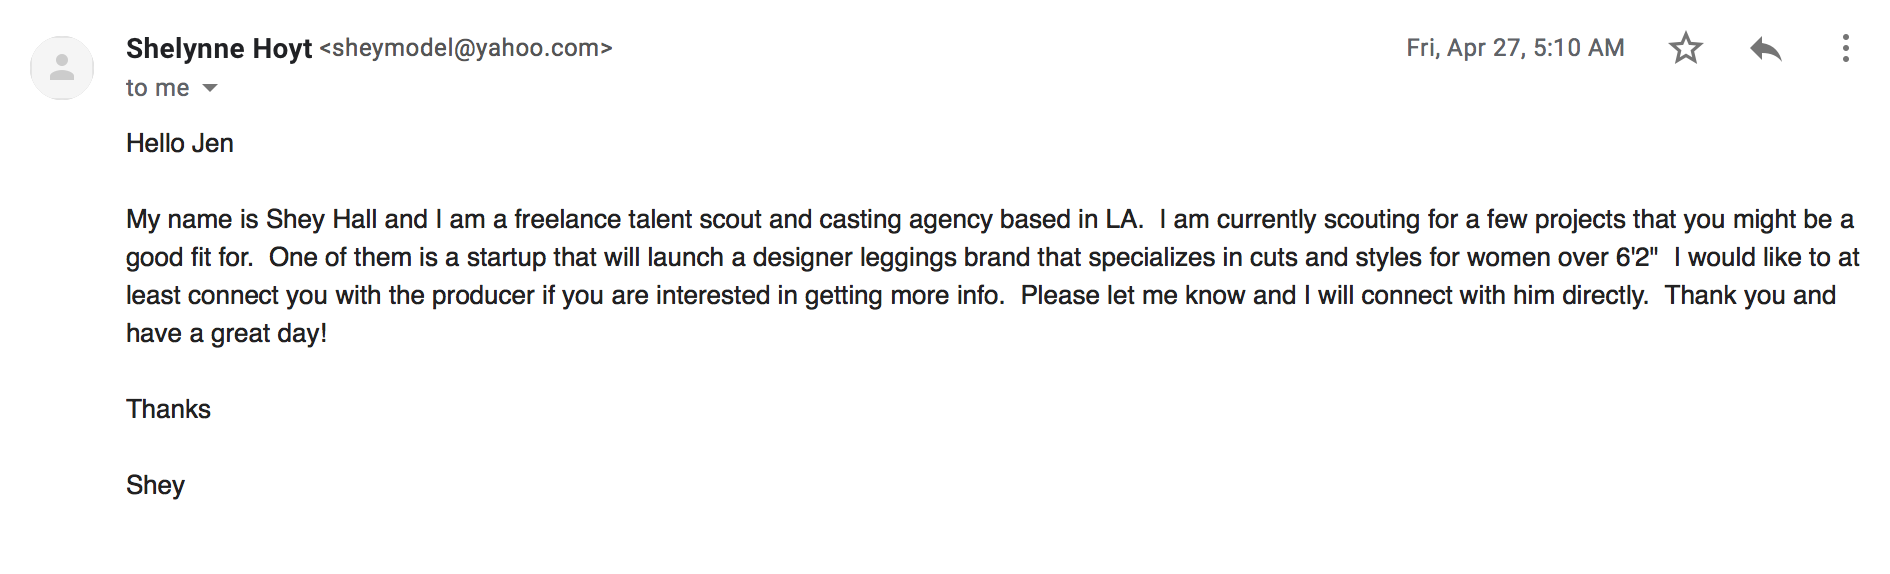 Shelynne Hoyt <sheymodel@yahoo.com>
Fri, Apr 27, 5:10 AM
to me
Hello Jen
My name is Shey Hall and I am a freelance talent scout and casting agency based in LA.  I am currently scouting for a few projects that you might be a
good fit for.  One of them is a startup that will launch a designer leggings brand that specializes in cuts and styles for women over 6'2"  I would like to at
least connect you with the producer if you are interested in getting more info.  Please let me know and I will connect with him directly.  Thank you and
have a great day!
Thanks
Shey